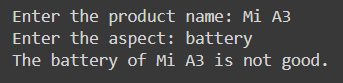 Enter the product name: Mi A3
Enter the aspect: battery
The battery of Mi A3 is not good.